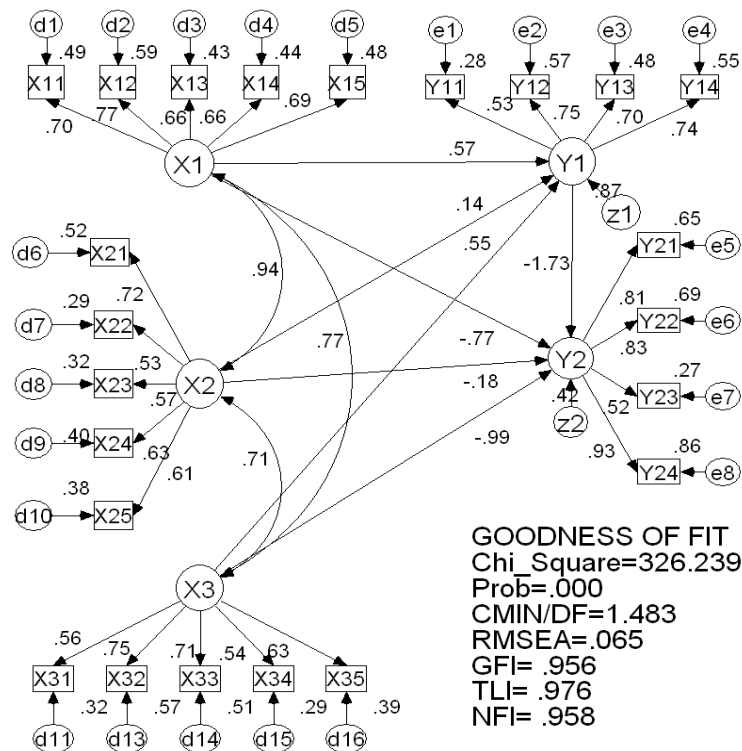 d1 d2 d3 d4 d5 e1 e2 e3 e4
.49 .59 .43 .44 .48 .28 .57 .48 .55
X11 X12 X13 X14 X15 Y11 Y12 Y13 Y14
.70 .77 .66 .66 .69 .53 .75 .70 .74
X1 .57 Y1
.87
z1
.14
.55
.94
-1.73
.77
d6 .52 X21
.72
d7 .29 X22
.53
d8 .32 X23
.57
d9 .40 X24
.63
.61
d10 .38 X25
X2
-.77
-.18
-.99
.71
.65
Y21 e5
.81 .69
Y22 e6
.83
Y2
.42 .27
.52 Y23 e7
z2
.93 .86
Y24 e8
X3
.56 .75 .71 .54 .63
X31 X32 X33 X34 X35
.32 .57 .51 .29 .39
d11 d13 d14 d15 d16
GOODNESS OF FIT
Chi_Square=326.239
Prob=.000
CMIN/DF=1.483
RMSEA=.065
GFI= .956
TLI= .976
NFI= .958